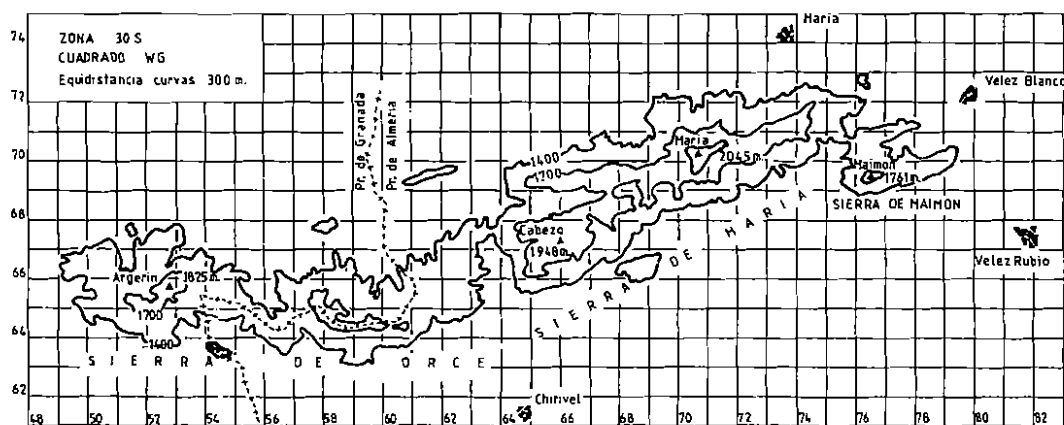 ZONA 30 S
CUADRADO WG
Equidistancia curvas 300 m.
Pr. de Granada
Pr. de Almeria
Maria
Velez Blanco
Maria
2045 m.
1400
1700
Maimon
1761 m.
SIERRA DE MAIMON
Cabezo
1948 m.
SIERRA DE MARIA
Velez Rubio
Argerin
1825 m.
1700
1400
SIERRA DE ORCE
Chirivel
74
72
70
68
66
64
62
48 50 52 54 56 58 60 62 64 66 68 70 72 74 76 78 80 82